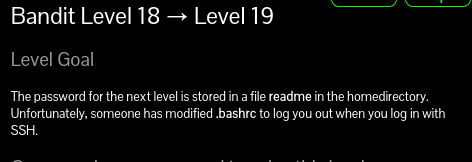 Bandit Level 18 → Level 19
Level Goal
The password for the next level is stored in a file readme in the homedirectory.
Unfortunately, someone has modified .bashrc to log you out when you log in with
SSH.